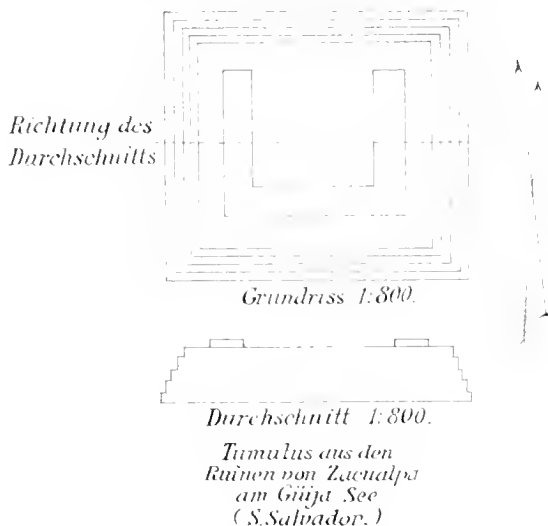 Richtung des
Durchschnitts
Grundriss 1:800.
Durchschnitt 1:800.
Tumulus aus den
Ruinen von Zacualpa
am Güija See
(S. Salvador.)